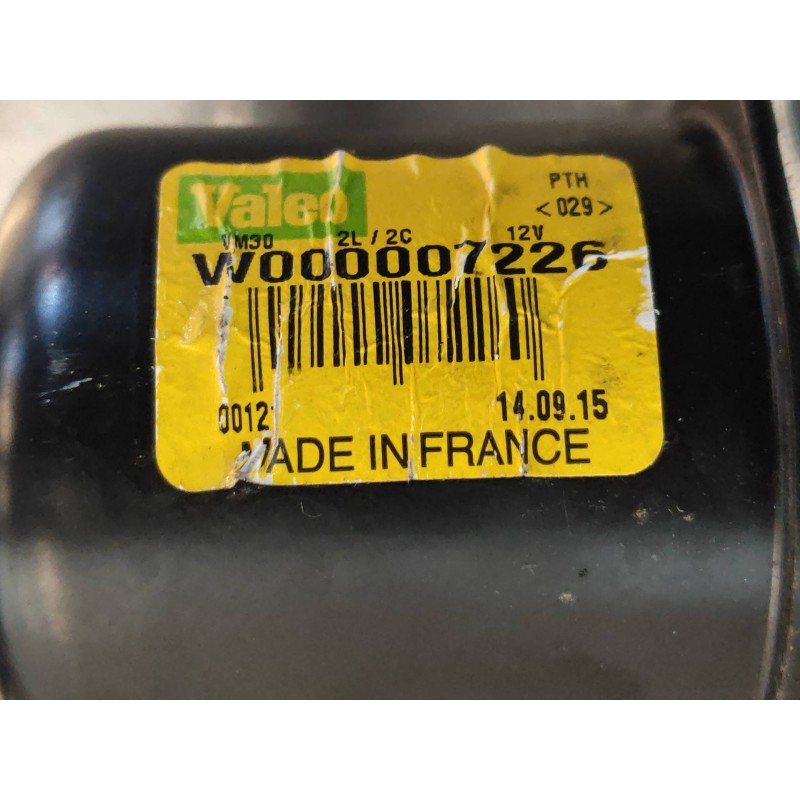 Valeo
PTH
<029>
VM30 2L / 2C 12V
W000007226
0012 14.09.15
MADE IN FRANCE